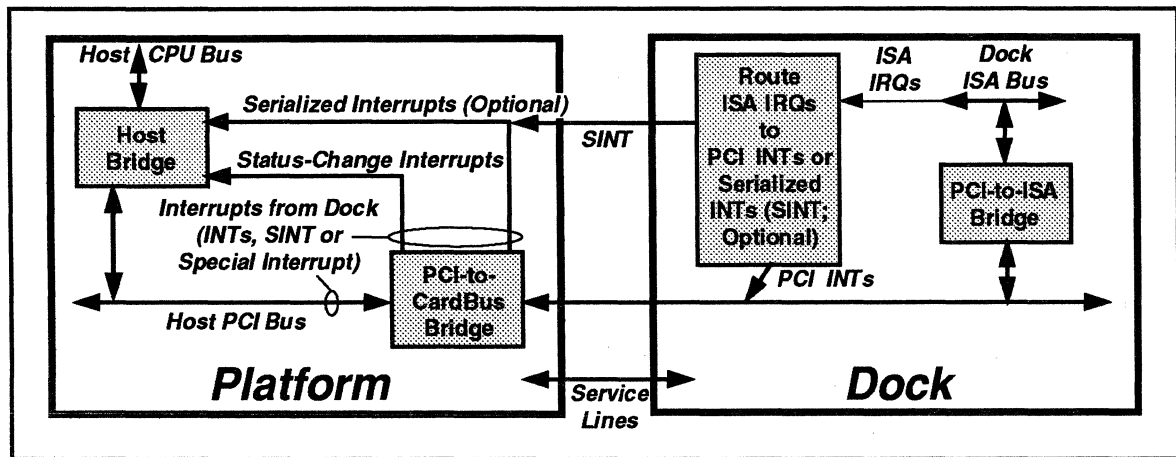 Host CPU Bus
Serialized Interrupts (Optional)
Host
Bridge
Status-Change Interrupts
Interrupts from Dock
(INTs, SINT or
Special Interrupt)
PCI-to-
CardBus
Bridge
Host PCI Bus
Platform
SINT
Service
Lines
Route
ISA IRQs
to
PCI INTs or
Serialized
INTs (SINT;
Optional)
ISA
IRQs
Dock
ISA Bus
PCI-to-ISA
Bridge
PCI INTs
Dock